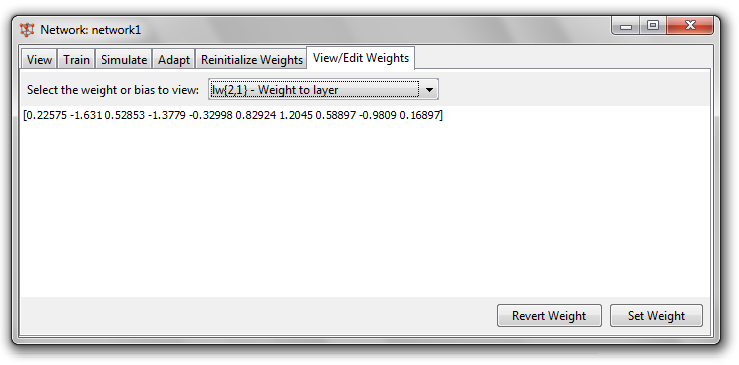 Network: network1
View Train Simulate Adapt Reinitialize Weights View/Edit Weights
Select the weight or bias to view: lw{2,1} - Weight to layer
[0.22575 -1.631 0.52853 -1.3779 -0.32998 0.82924 1.2045 0.58897 -0.9809 0.16897]
Revert Weight Set Weight